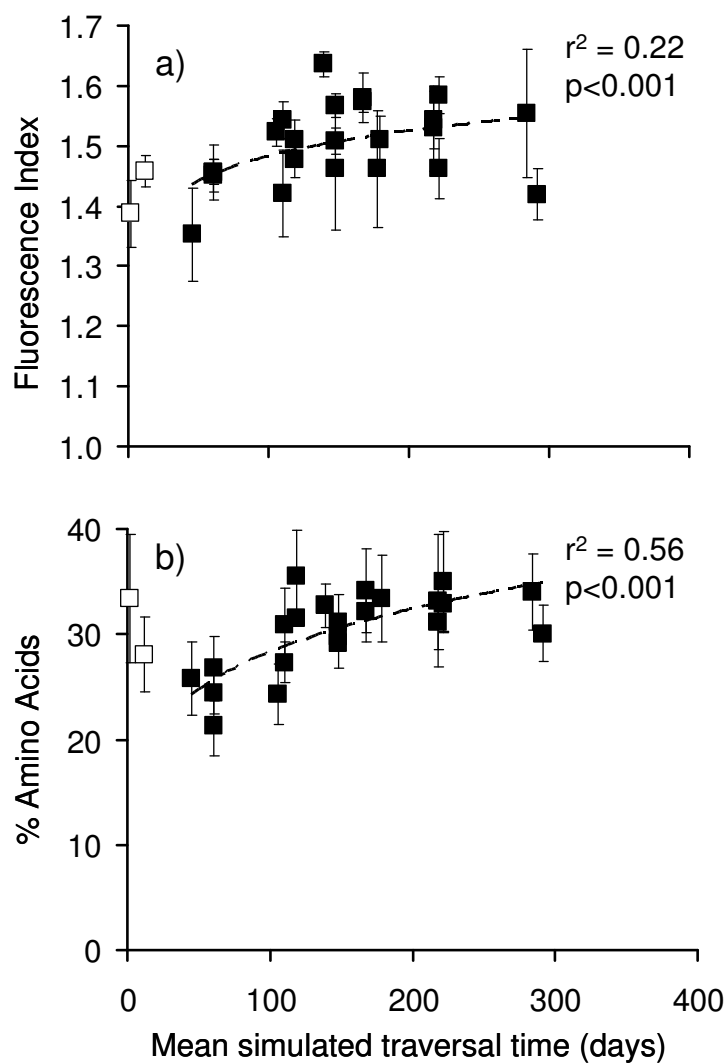 1.7
a)
r² = 0.22
p<0.001
1.6
1.5
1.4
1.3
1.2
1.1
1.0
Fluorescence Index
40
b)
r² = 0.56
p<0.001
30
20
10
0
% Amino Acids
0 100 200 300 400
Mean simulated traversal time (days)